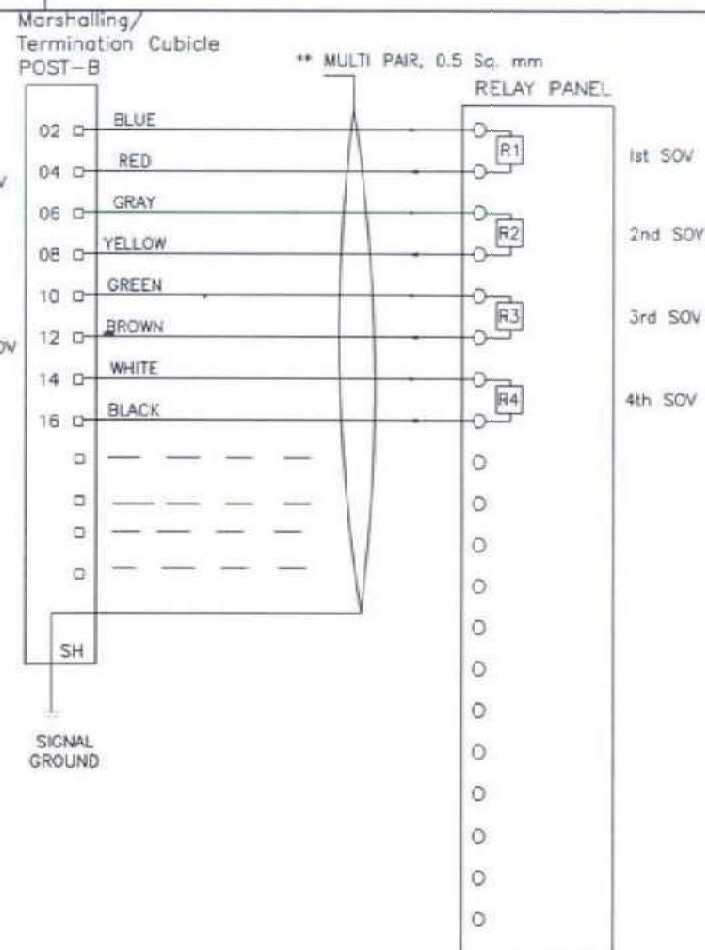 Marshalling/
Termination Cubicle
POST-B
** MULTI PAIR, 0.5 Sq. mm
RELAY PANEL
02 BLUE R1 1st SOV
04 RED
06 GRAY R2 2nd SOV
08 YELLOW
10 GREEN R3 3rd SOV
12 BROWN
14 WHITE R4 4th SOV
16 BLACK
SH
SIGNAL
GROUND